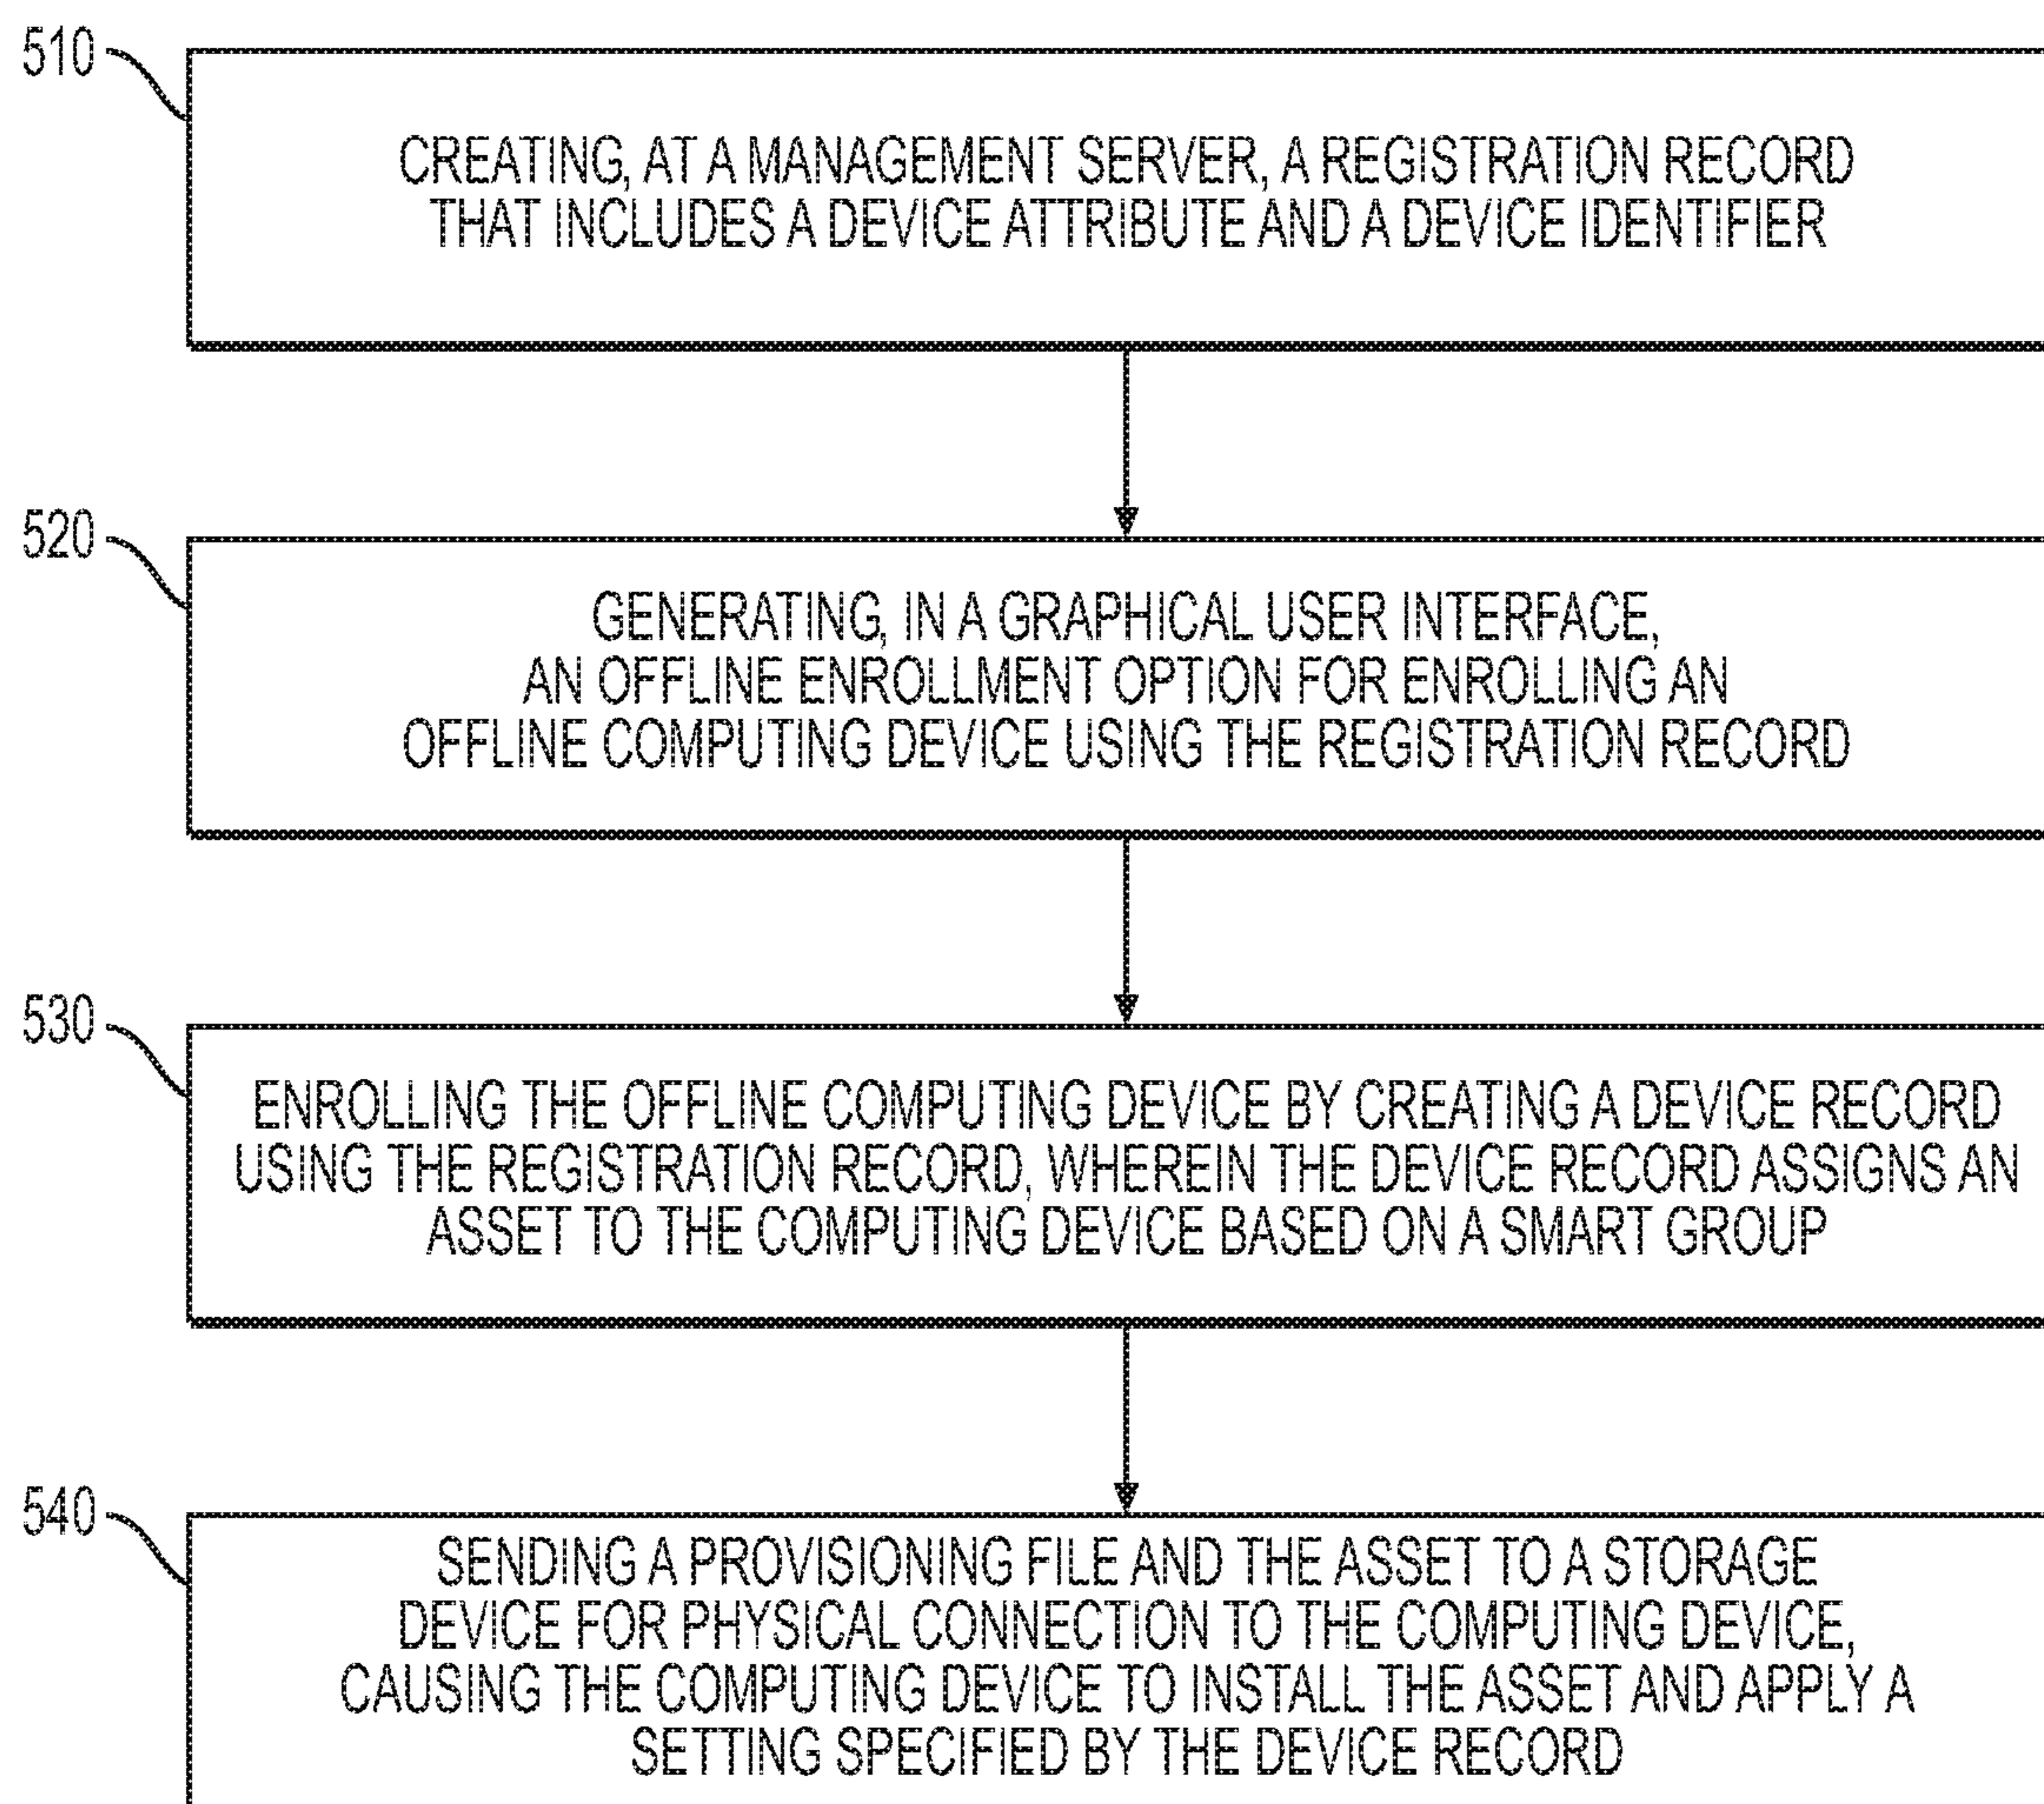 510
CREATING, AT A MANAGEMENT SERVER, A REGISTRATION RECORD
THAT INCLUDES A DEVICE ATTRIBUTE AND A DEVICE IDENTIFIER
520
GENERATING, IN A GRAPHICAL USER INTERFACE,
AN OFFLINE ENROLLMENT OPTION FOR ENROLLING AN
OFFLINE COMPUTING DEVICE USING THE REGISTRATION RECORD
530
ENROLLING THE OFFLINE COMPUTING DEVICE BY CREATING A DEVICE RECORD
USING THE REGISTRATION RECORD, WHEREIN THE DEVICE RECORD ASSIGNS AN
ASSET TO THE COMPUTING DEVICE BASED ON A SMART GROUP
540
SENDING A PROVISIONING FILE AND THE ASSET TO A STORAGE
DEVICE FOR PHYSICAL CONNECTION TO THE COMPUTING DEVICE,
CAUSING THE COMPUTING DEVICE TO INSTALL THE ASSET AND APPLY A
SETTING SPECIFIED BY THE DEVICE RECORD